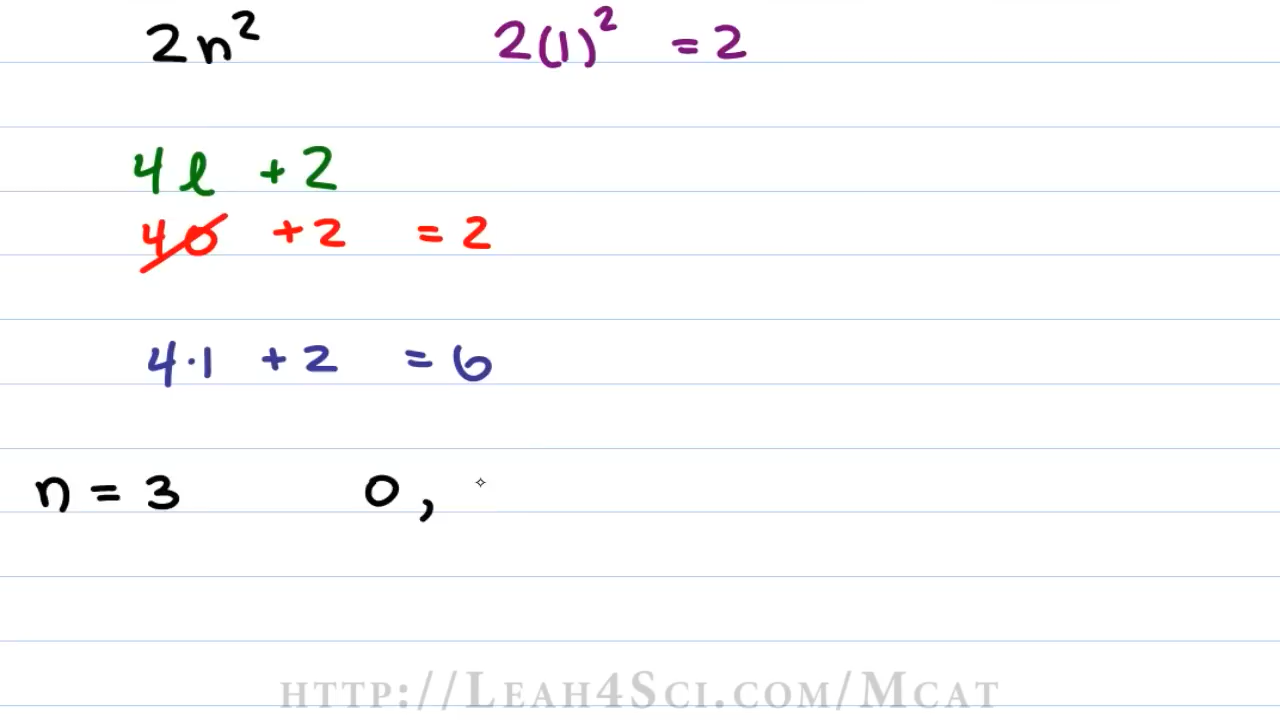 2n² 2(1)² = 2
4l + 2
40 + 2 = 2
4·1 + 2 = 6
n = 3 0,
HTTP://LEAH4SCI.COM/MCAT